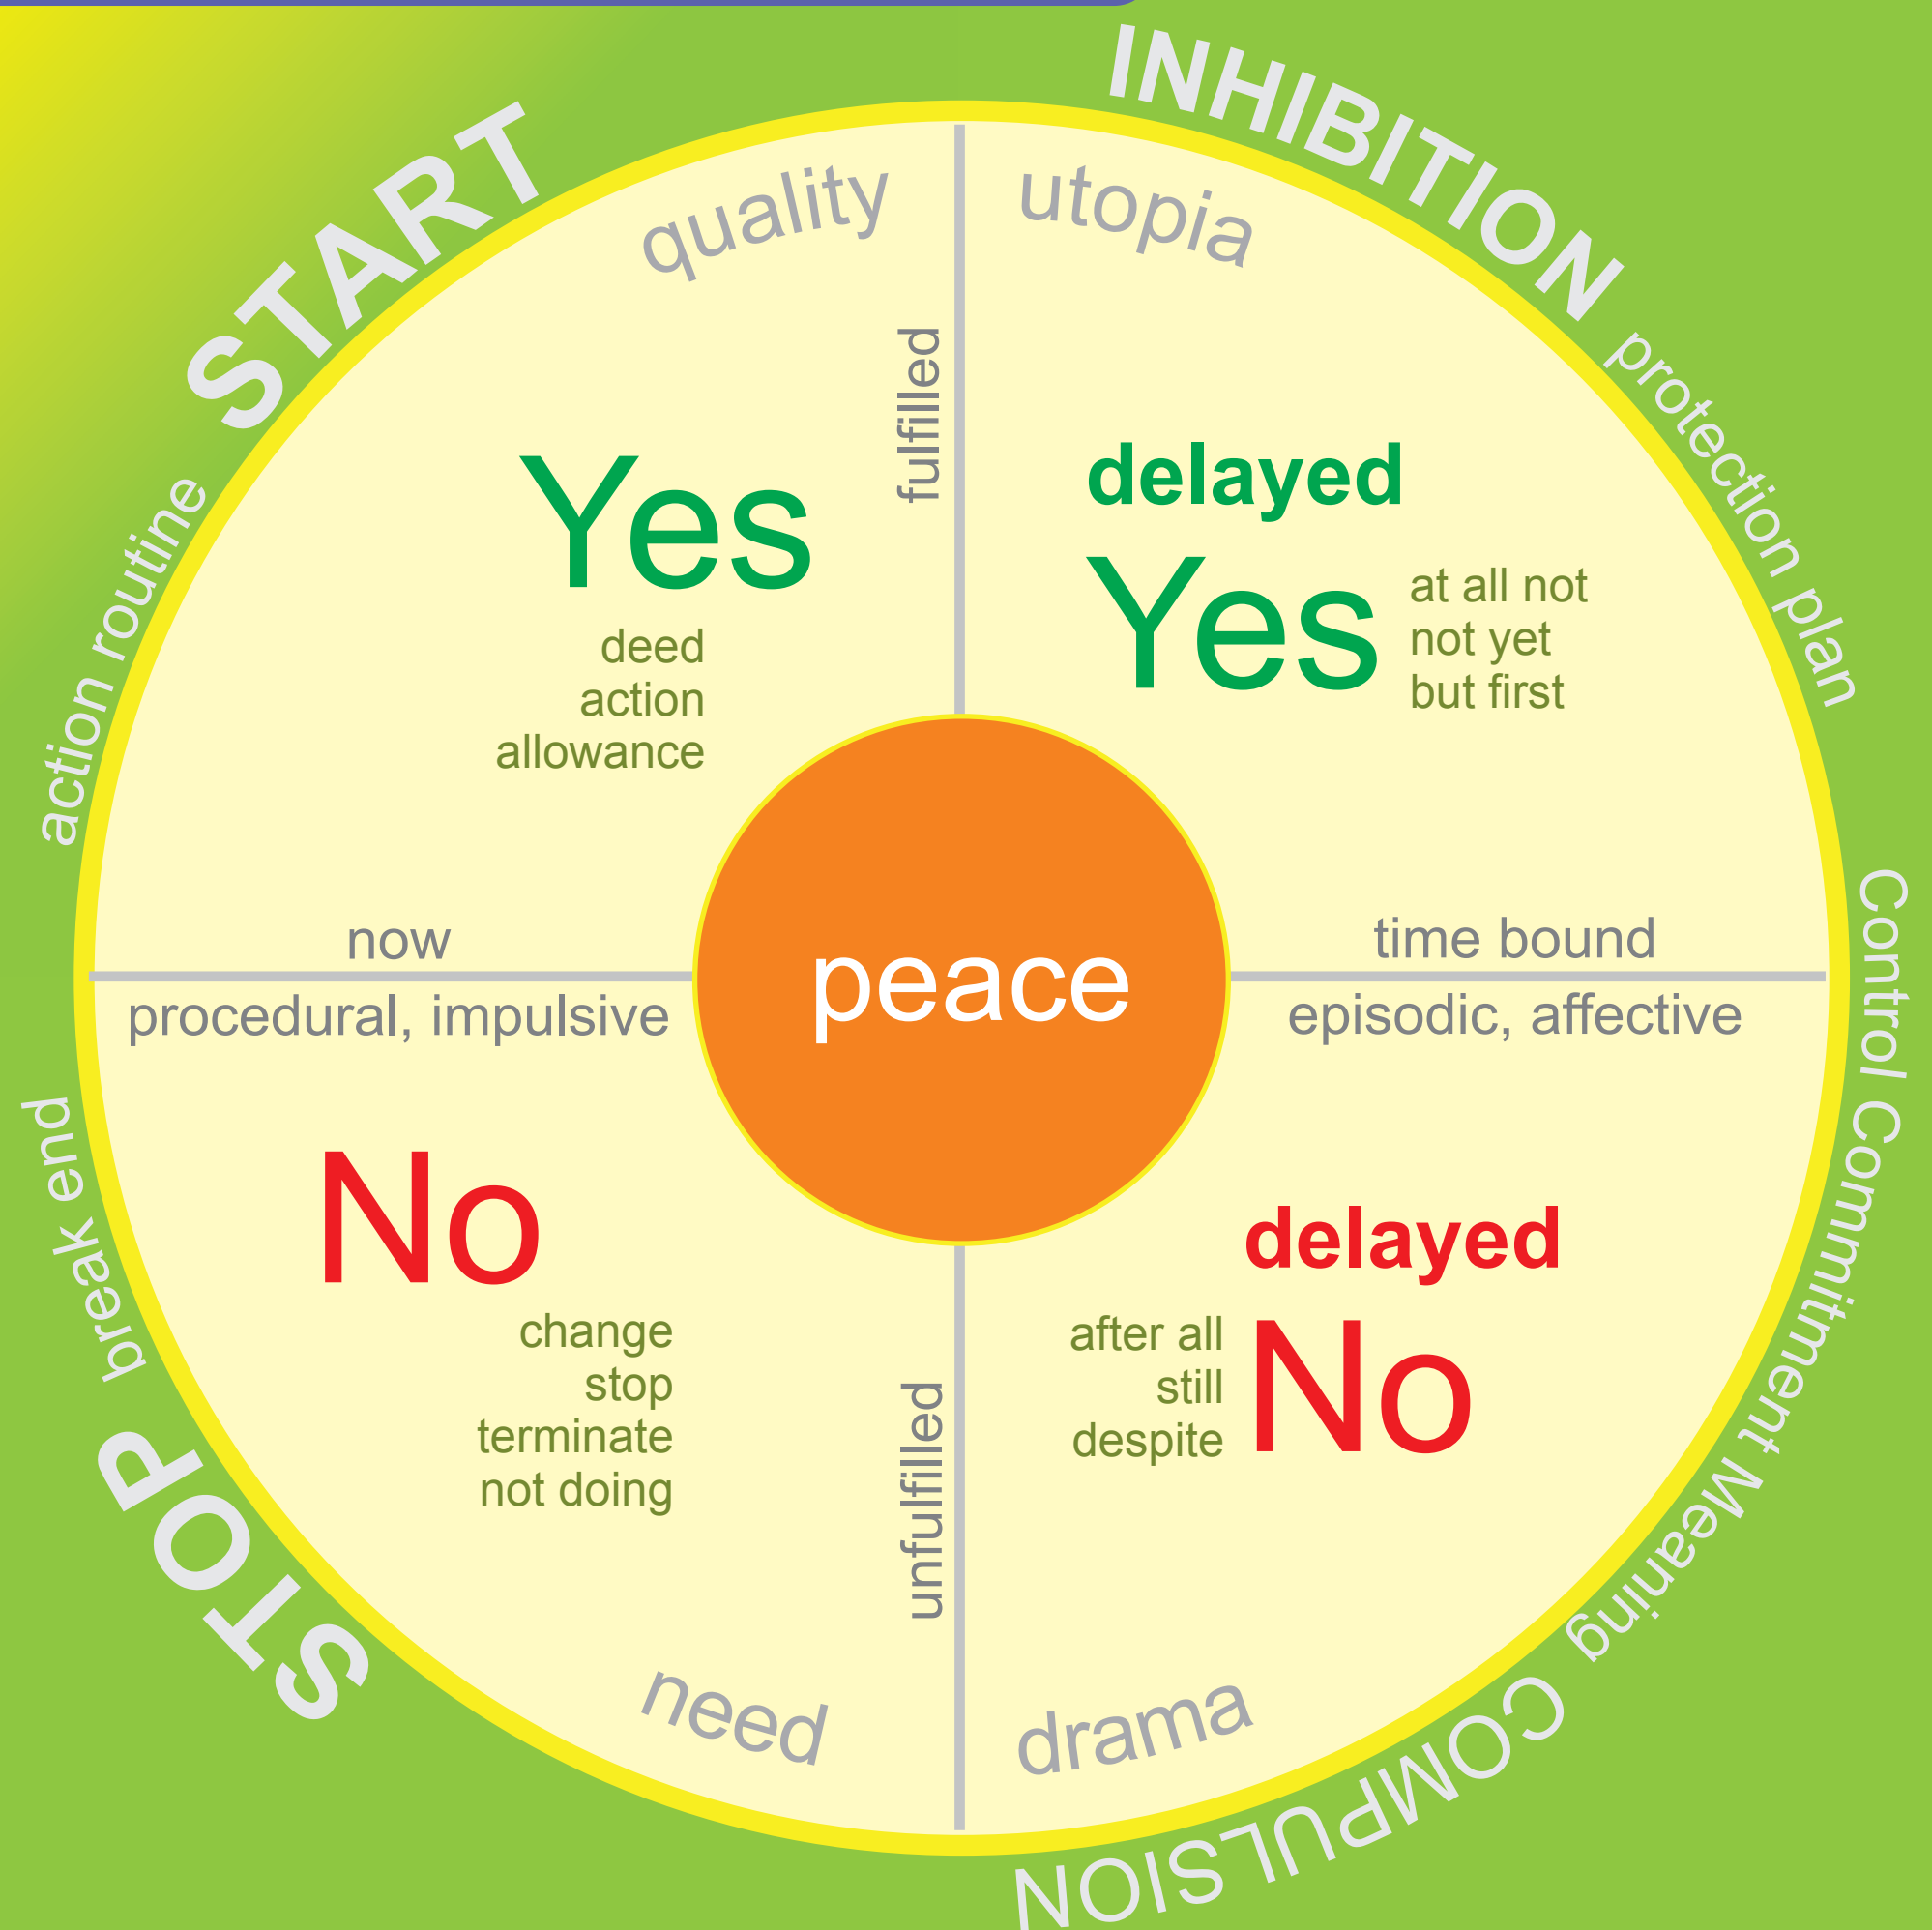 START
action routine
INHIBITION
protection plan
quality
utopia
fulfilled
Yes
deed
action
allowance
delayed
Yes
at all not
not yet
but first
now
procedural, impulsive
peace
time bound
episodic, affective
Control Commitment Meaning
No
change
stop
terminate
not doing
delayed
No
after all
still
despite
unfulfilled
need
drama
break end
STOP
COMPULSION